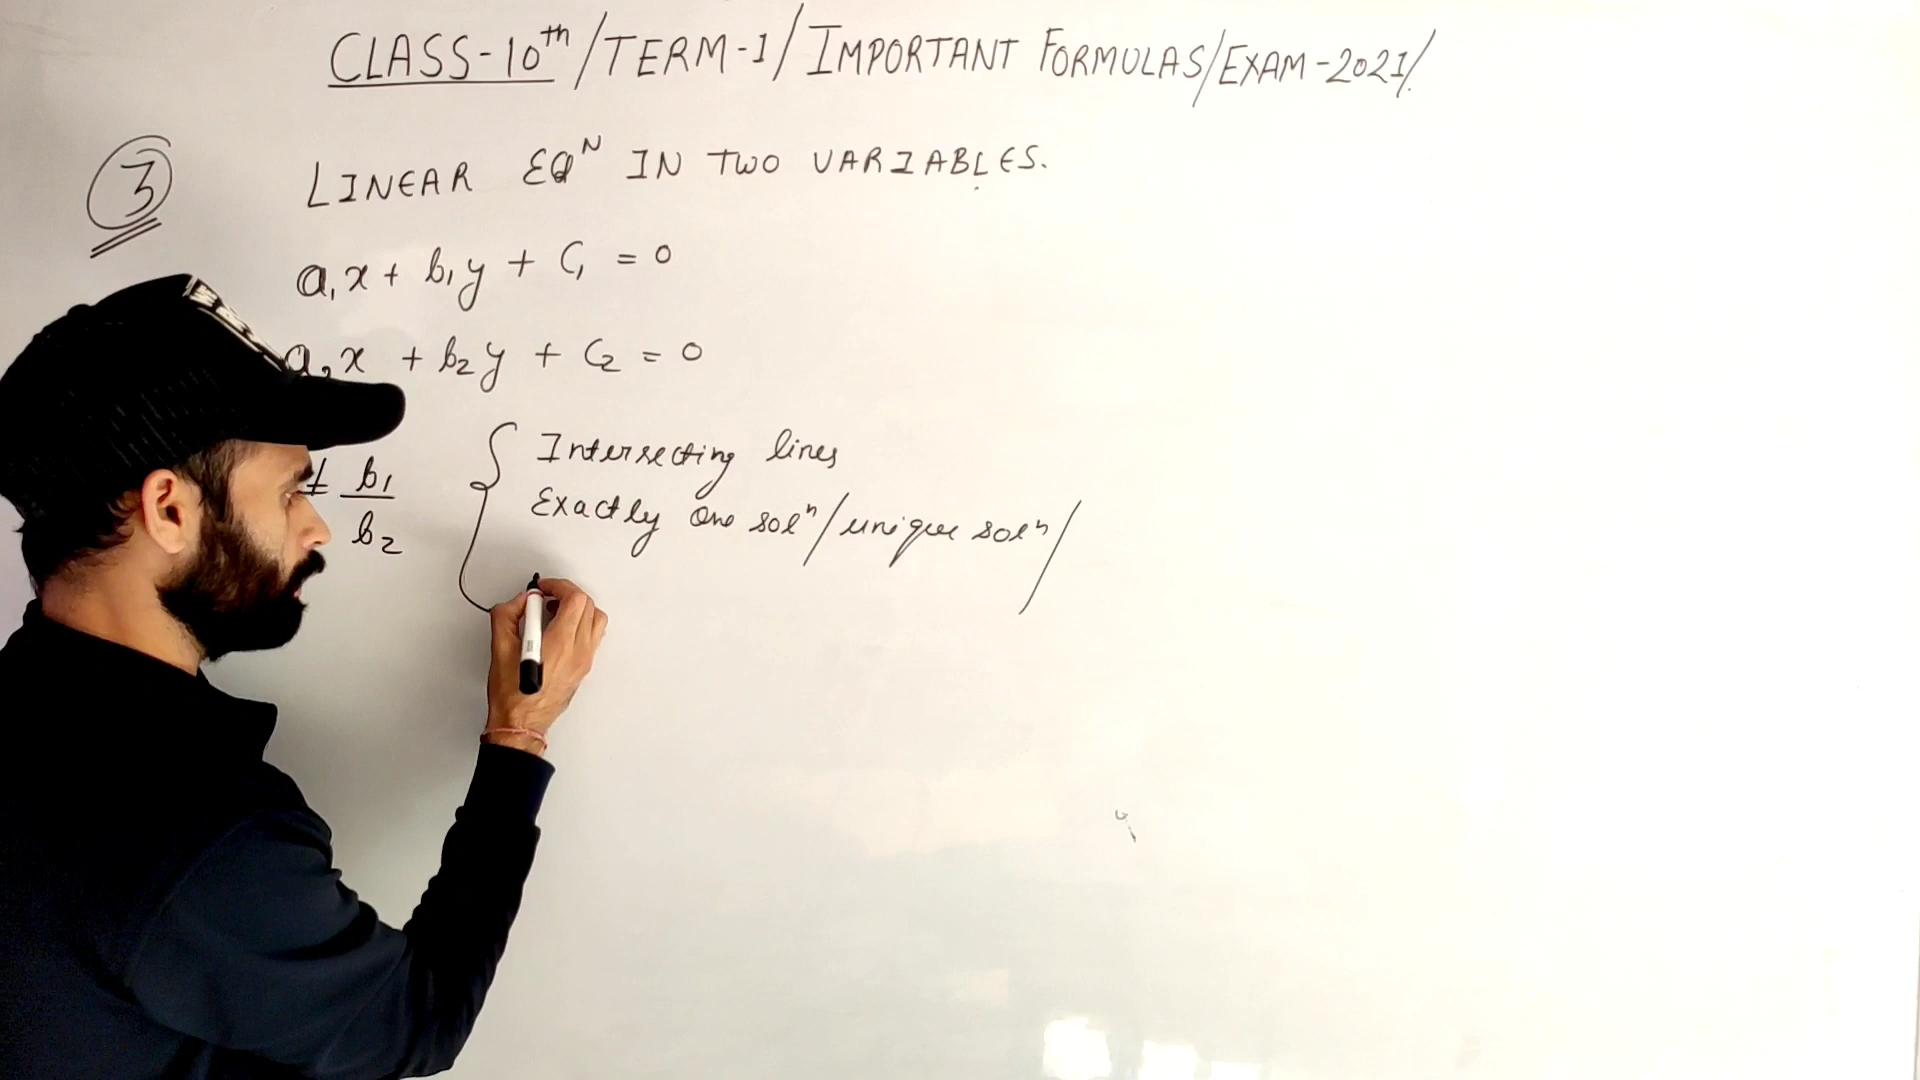 CLASS-10th/TERM-1/IMPORTANT FORMULAS/EXAM-2021/
3
LINEAR EQN IN TWO VARIABLES.
a₁x + b₁y + C₁ = 0
a₂x + b₂y + C₂ = 0
≠ b₁/b₂
Intersecting lines
Exactly one solⁿ/unique solⁿ/